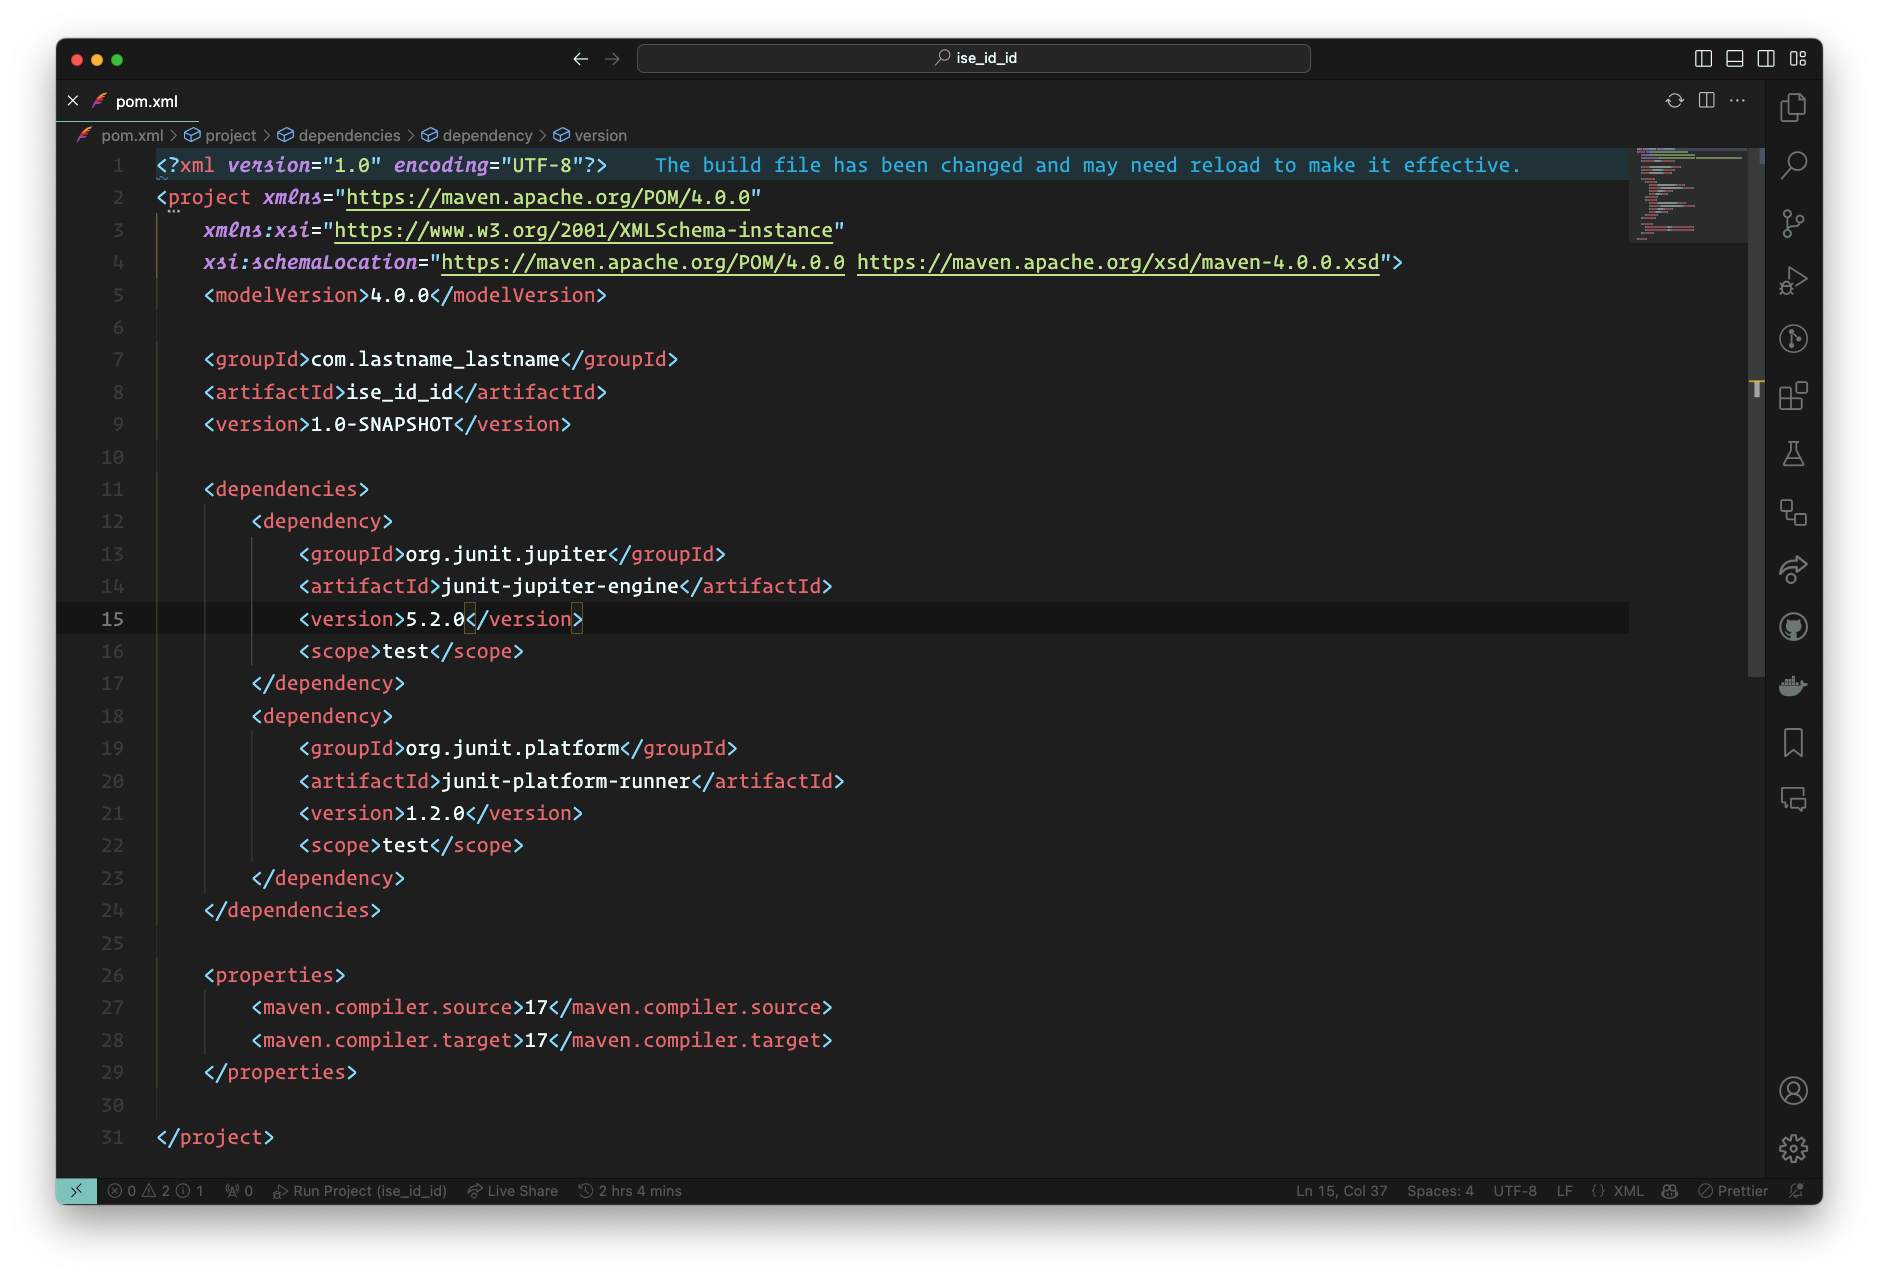 ise_id_id
pom.xml
pom.xml > project > dependencies > dependency > version
1 <?xml version="1.0" encoding="UTF-8"?> The build file has been changed and may need reload to make it effective.
2 <project xmlns="https://maven.apache.org/POM/4.0.0"
3 xmlns:xsi="https://www.w3.org/2001/XMLSchema-instance"
4 xsi:schemaLocation="https://maven.apache.org/POM/4.0.0 https://maven.apache.org/xsd/maven-4.0.0.xsd">
5 <modelVersion>4.0.0</modelVersion>
6
7 <groupId>com.lastname_lastname</groupId>
8 <artifactId>ise_id_id</artifactId>
9 <version>1.0-SNAPSHOT</version>
10
11 <dependencies>
12 <dependency>
13 <groupId>org.junit.jupiter</groupId>
14 <artifactId>junit-jupiter-engine</artifactId>
15 <version>5.2.0</version>
16 <scope>test</scope>
17 </dependency>
18 <dependency>
19 <groupId>org.junit.platform</groupId>
20 <artifactId>junit-platform-runner</artifactId>
21 <version>1.2.0</version>
22 <scope>test</scope>
23 </dependency>
24 </dependencies>
25
26 <properties>
27 <maven.compiler.source>17</maven.compiler.source>
28 <maven.compiler.target>17</maven.compiler.target>
29 </properties>
30
31 </project>
0 2 1 0 Run Project (ise_id_id) Live Share 2 hrs 4 mins Ln 15, Col 37 Spaces: 4 UTF-8 LF {} XML Prettier